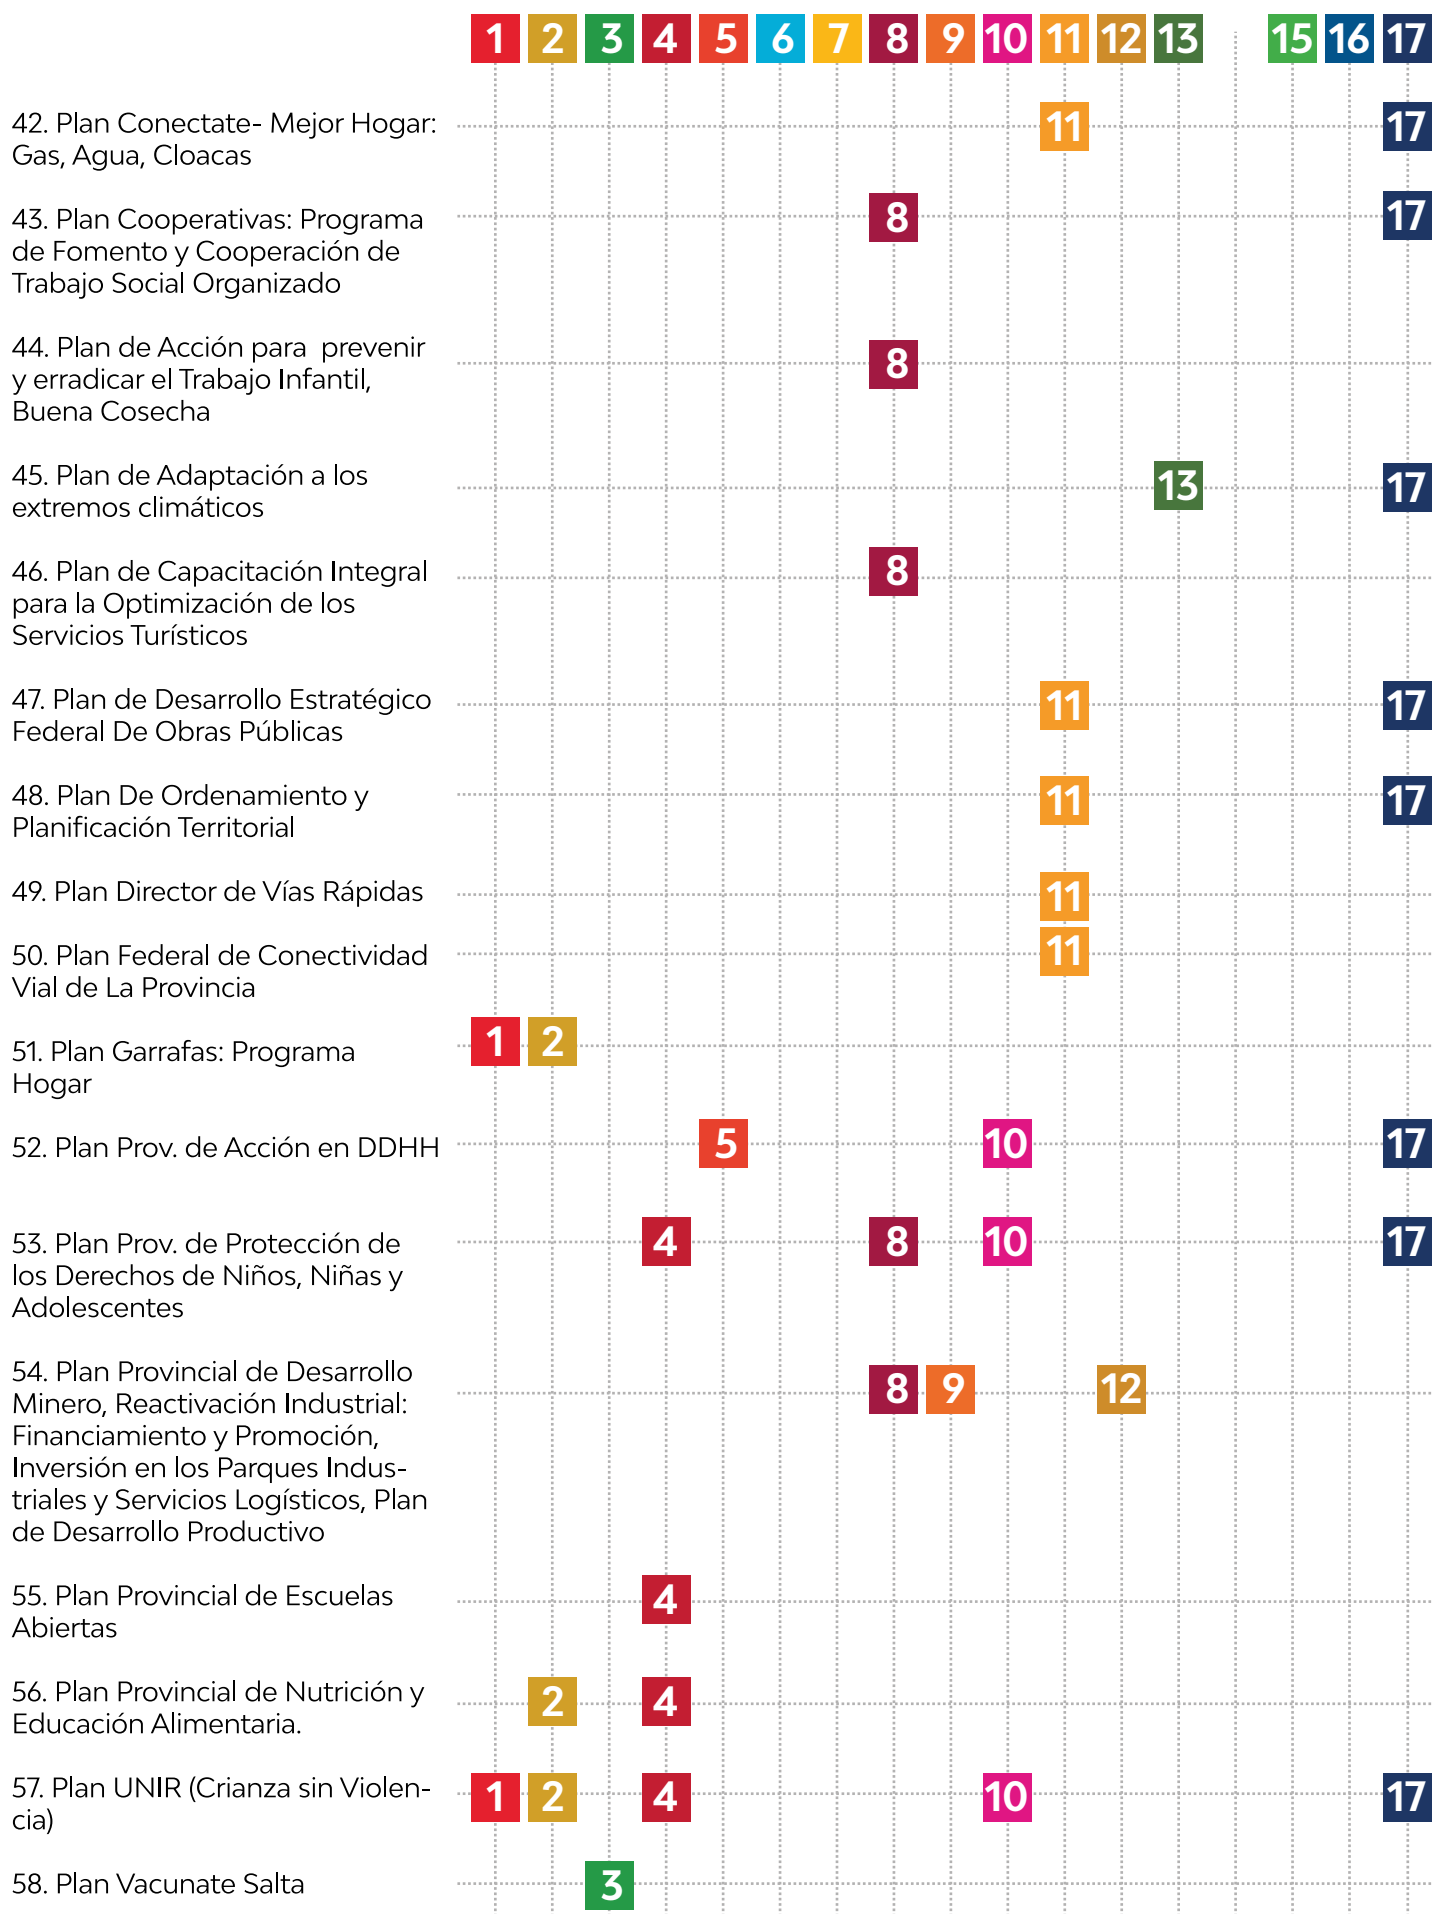 1 2 3 4 5 6 7 8 9 10 11 12 13 15 16 17
42. Plan Conectate- Mejor Hogar:
Gas, Agua, Cloacas
11 17
43. Plan Cooperativas: Programa
de Fomento y Cooperación de
Trabajo Social Organizado
8 17
44. Plan de Acción para  prevenir
y erradicar el Trabajo Infantil,
Buena Cosecha
8
45. Plan de Adaptación a los
extremos climáticos
13 17
46. Plan de Capacitación Integral
para la Optimización de los
Servicios Turísticos
8
47. Plan de Desarrollo Estratégico
Federal De Obras Públicas
11 17
48. Plan De Ordenamiento y
Planificación Territorial
11 17
49. Plan Director de Vías Rápidas
11
50. Plan Federal de Conectividad
Vial de La Provincia
11
51. Plan Garrafas: Programa
Hogar
1 2
52. Plan Prov. de Acción en DDHH
5 10 17
53. Plan Prov. de Protección de
los Derechos de Niños, Niñas y
Adolescentes
4 8 10 17
54. Plan Provincial de Desarrollo
Minero, Reactivación Industrial:
Financiamiento y Promoción,
Inversión en los Parques Indus-
triales y Servicios Logísticos, Plan
de Desarrollo Productivo
8 9 12
55. Plan Provincial de Escuelas
Abiertas
4
56. Plan Provincial de Nutrición y
Educación Alimentaria.
2 4
57. Plan UNIR (Crianza sin Violen-
cia)
1 2 4 10 17
58. Plan Vacunate Salta
3